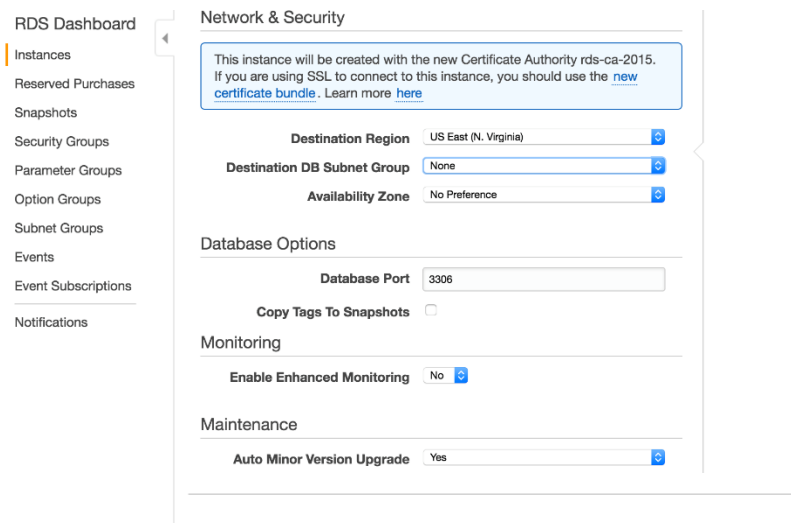 RDS Dashboard
Instances
Reserved Purchases
Snapshots
Security Groups
Parameter Groups
Option Groups
Subnet Groups
Events
Event Subscriptions
Notifications
Network & Security
This instance will be created with the new Certificate Authority rds-ca-2015.
If you are using SSL to connect to this instance, you should use the new
certificate bundle. Learn more here
Destination Region US East (N. Virginia)
Destination DB Subnet Group None
Availability Zone No Preference
Database Options
Database Port 3306
Copy Tags To Snapshots
Monitoring
Enable Enhanced Monitoring No
Maintenance
Auto Minor Version Upgrade Yes